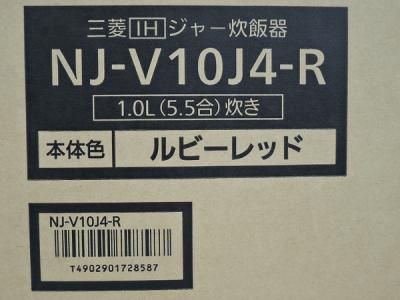 三菱IHジャー炊飯器
NJ-V10J4-R
1.0L(5.5合)炊き
本体色 ルビーレッド
NJ-V10J4-R
T4902901728587